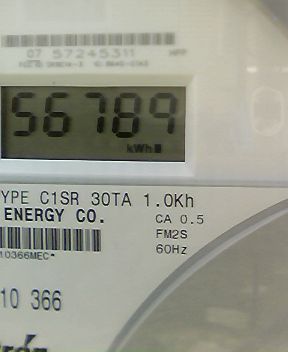 07 57245311
56789
kWh
YPE C1SR 30TA 1.0Kh
ENERGY CO.
CA 0.5
FM2S
60Hz
10366MEC*
10 366